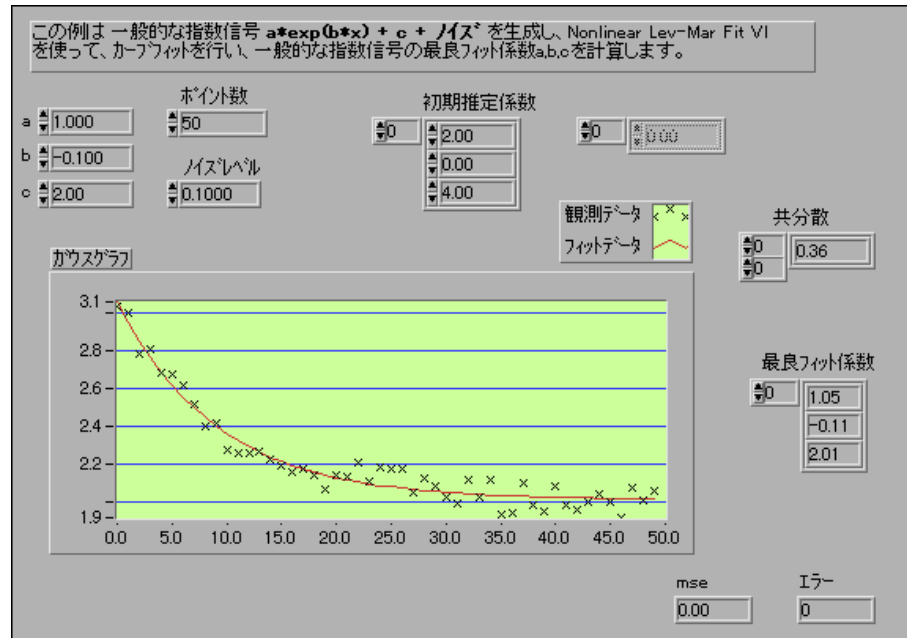 この例は 一般的な指数信号 a*exp(b*x) + c + ﾉｲｽﾞ を生成し、Nonlinear Lev-Mar Fit VI
を使って、ｶｰﾌﾞﾌｨｯﾄを行い、一般的な指数信号の最良ﾌｨｯﾄ係数a,b,cを計算します。
a 1.000
b -0.100
c 2.00
ﾎﾟｲﾝﾄ数
50
ﾉｲｽﾞﾚﾍﾞﾙ
0.1000
初期推定係数
0
2.00
0.00
4.00
0
0.00
観測ﾃﾞｰﾀ
ﾌｨｯﾄﾃﾞｰﾀ
共分散
0
0
0.36
ｶﾞｳｽｸﾞﾗﾌ
3.1
2.8
2.6
2.4
2.2
1.9
0.0 5.0 10.0 15.0 20.0 25.0 30.0 35.0 40.0 45.0 50.0
最良ﾌｨｯﾄ係数
0
1.05
-0.11
2.01
mse
0.00
ｴﾗｰ
0